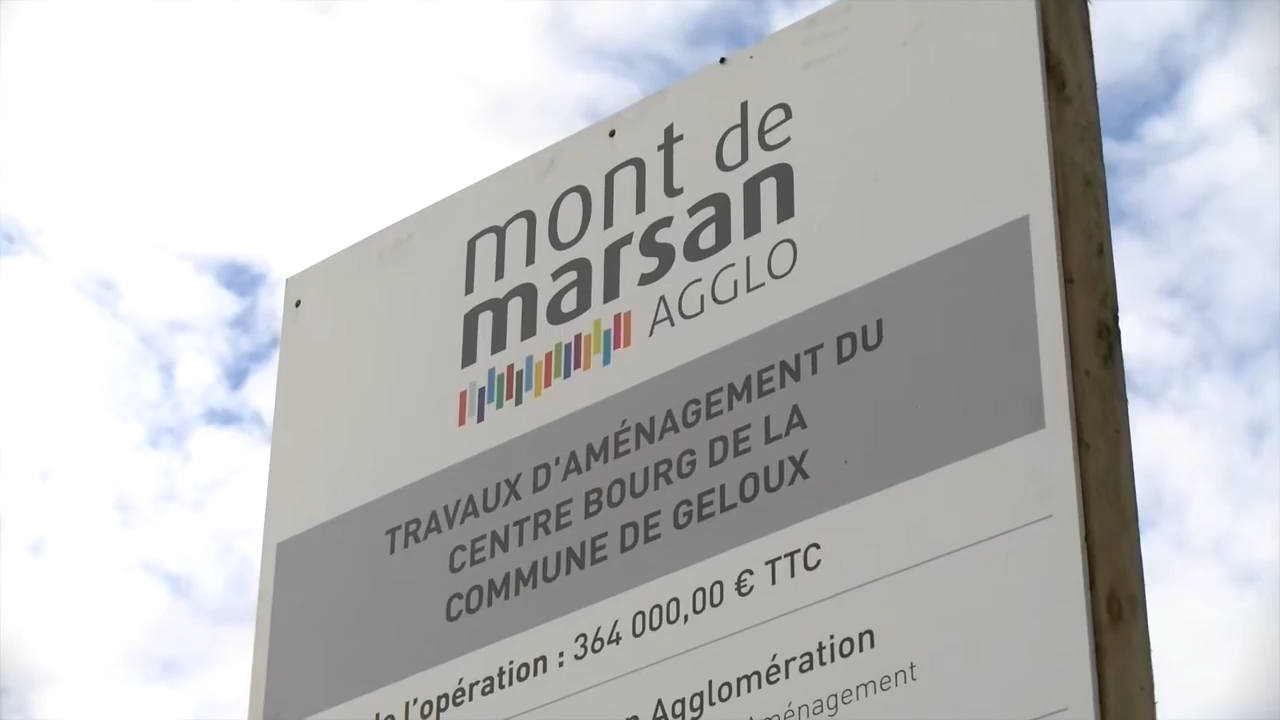 mont de
marsan
AGGLO
TRAVAUX D'AMÉNAGEMENT DU
CENTRE BOURG DE LA
COMMUNE DE GELOUX
l'opération : 364 000,00 € TTC
Agglomération